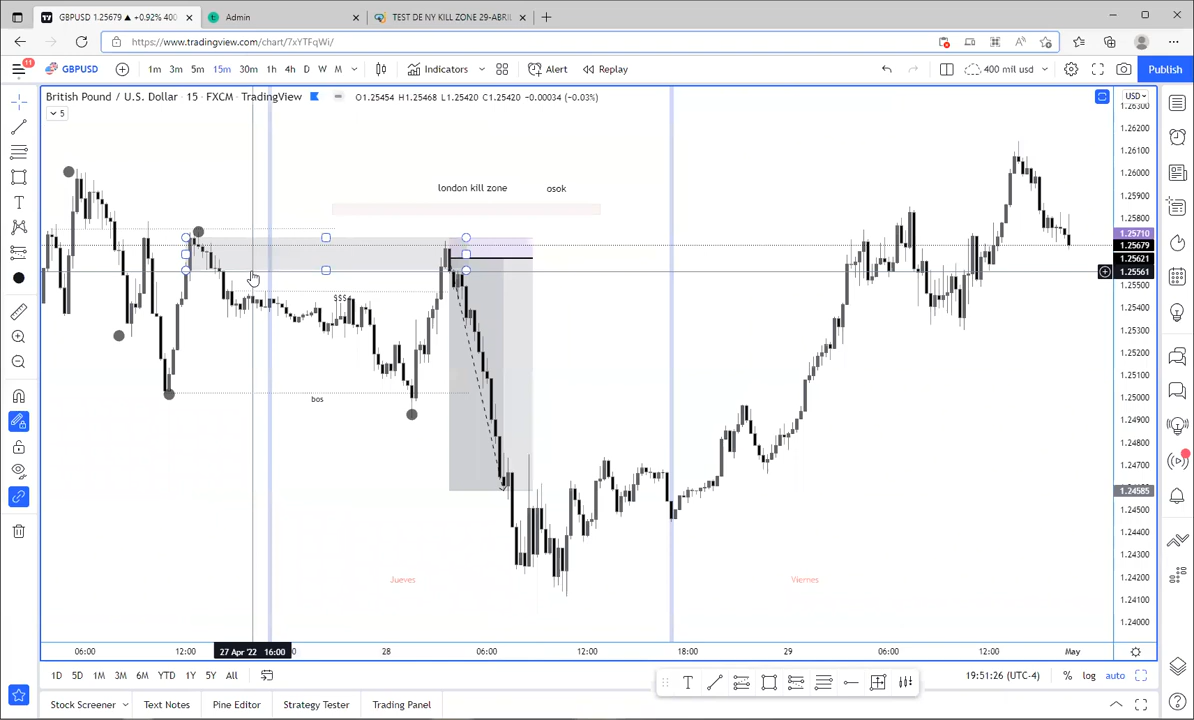 GBPUSD 1.25679 ▲ +0.92% 400
Admin
TEST DE NY KILL ZONE 29-ABRIL
https://www.tradingview.com/chart/7xYTFqWi/
11
GBPUSD
1m 3m 5m 15m 30m 1h 4h D W M
Indicators
Alert
Replay
400 mil usd
Publish
British Pound / U.S. Dollar · 15 · FXCM · TradingView
O1.25454 H1.25468 L1.25420 C1.25420 -0.00034 (-0.03%)
USD
5
1.26300
1.26200
1.26100
1.26000
1.25900
1.25800
1.25710
1.25679
1.25621
1.25561
1.25500
1.25400
1.25300
1.25200
1.25100
1.25000
1.24900
1.24800
1.24700
1.24585
1.24500
1.24400
1.24300
1.24200
1.24100
1.24000
london kill zone
osok
$$$
bos
Jueves
Viernes
06:00
12:00
27 Apr '22 16:00
28
06:00
12:00
18:00
29
06:00
12:00
May
1D 5D 1M 3M 6M YTD 1Y 5Y All
19:51:26 (UTC-4)
% log auto
Stock Screener
Text Notes
Pine Editor
Strategy Tester
Trading Panel